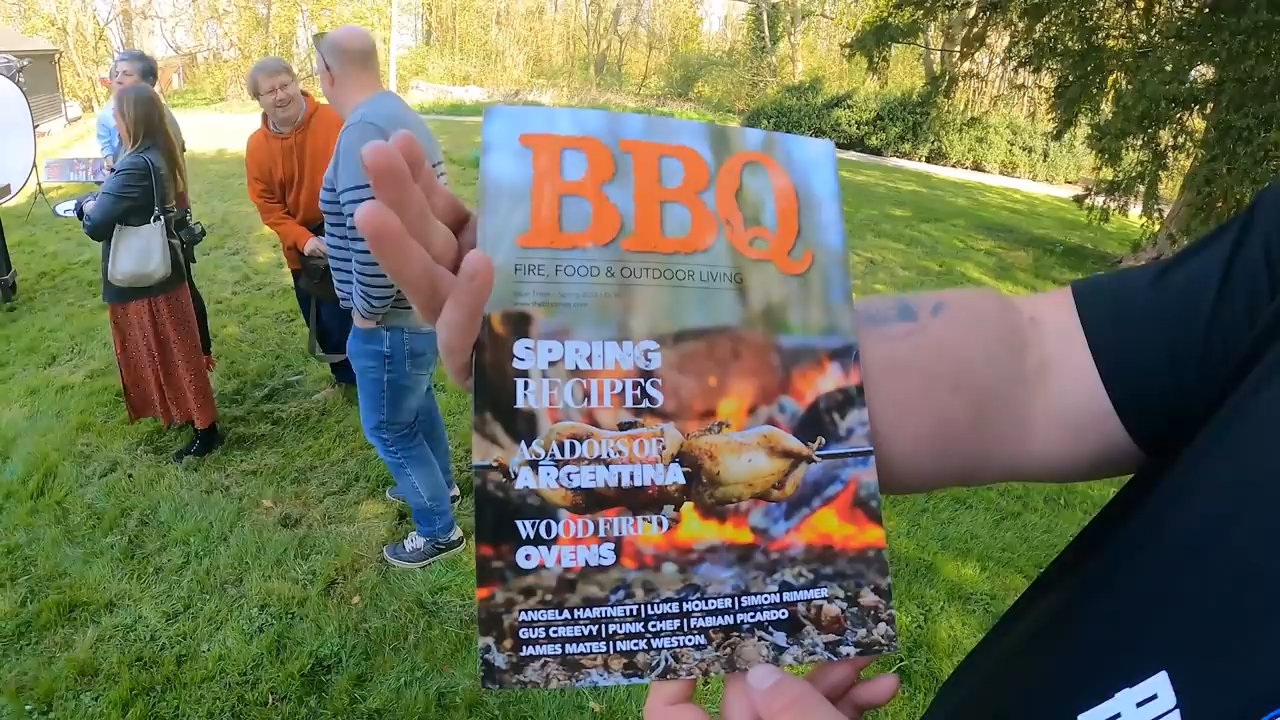 BBQ
FIRE, FOOD & OUTDOOR LIVING
SPRING
RECIPES
ASADORS OF
ARGENTINA
WOOD FIRED
OVENS
ANGELA HARTNETT | LUKE HOLDER | SIMON RIMMER
GUS CREEVY | PUNK CHEF | FABIAN PICARDO
JAMES MATES | NICK WESTON